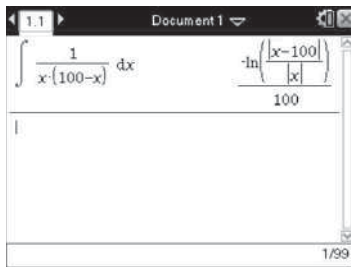 1.1 Document 1
∫ 1/(x·(100−x)) dx -ln(|x−100|/|x|)/100
1/99